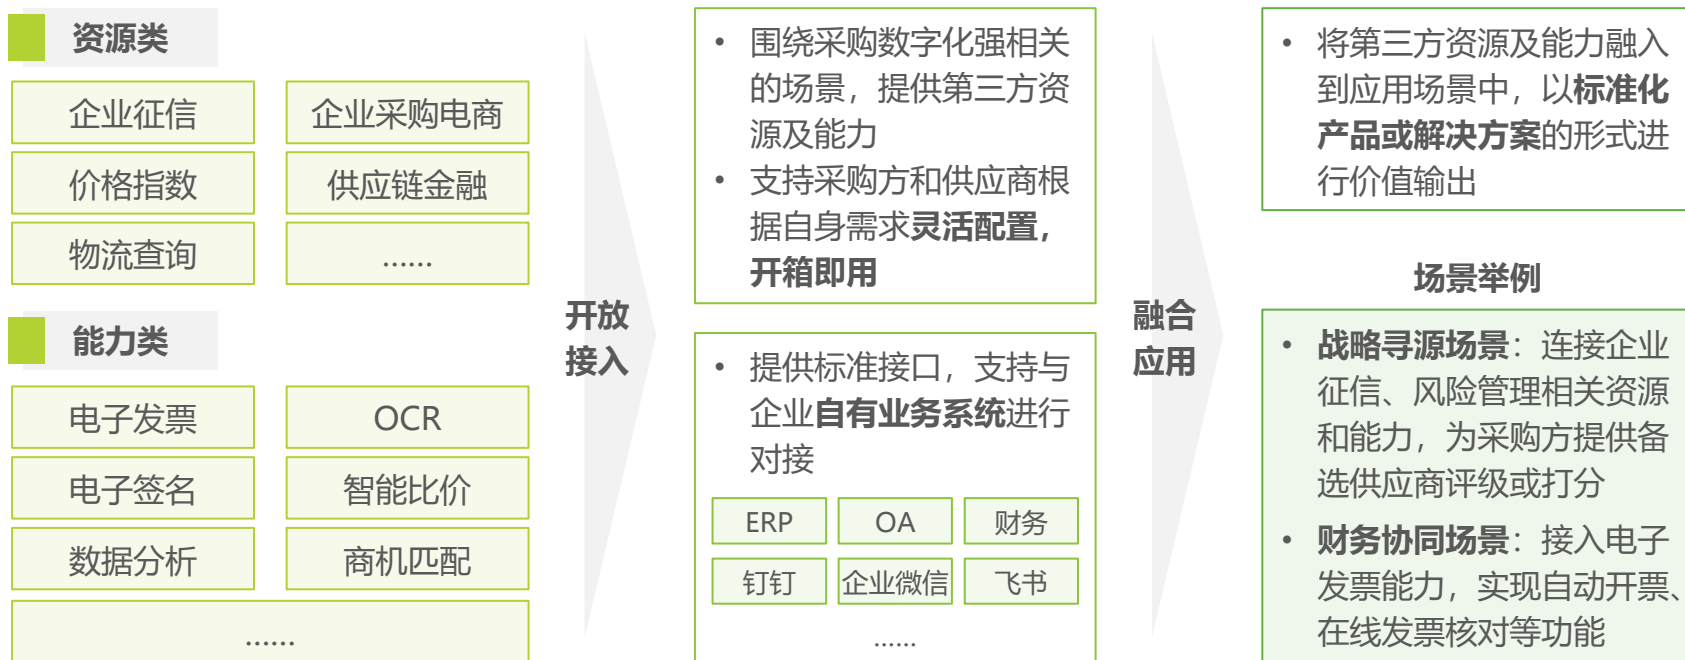 资源类
企业征信
企业采购电商
价格指数
供应链金融
物流查询
......
能力类
电子发票
OCR
电子签名
智能比价
数据分析
商机匹配
......
开放
接入
• 围绕采购数字化强相关
的场景，提供第三方资
源及能力
• 支持采购方和供应商根
据自身需求灵活配置，
开箱即用
• 提供标准接口，支持与
企业自有业务系统进行
对接
ERP
OA
财务
钉钉
企业微信
飞书
......
融合
应用
• 将第三方资源及能力融入
到应用场景中，以标准化
产品或解决方案的形式进
行价值输出
场景举例
• 战略寻源场景：连接企业
征信、风险管理相关资源
和能力，为采购方提供备
选供应商评级或打分
• 财务协同场景：接入电子
发票能力，实现自动开票、
在线发票核对等功能